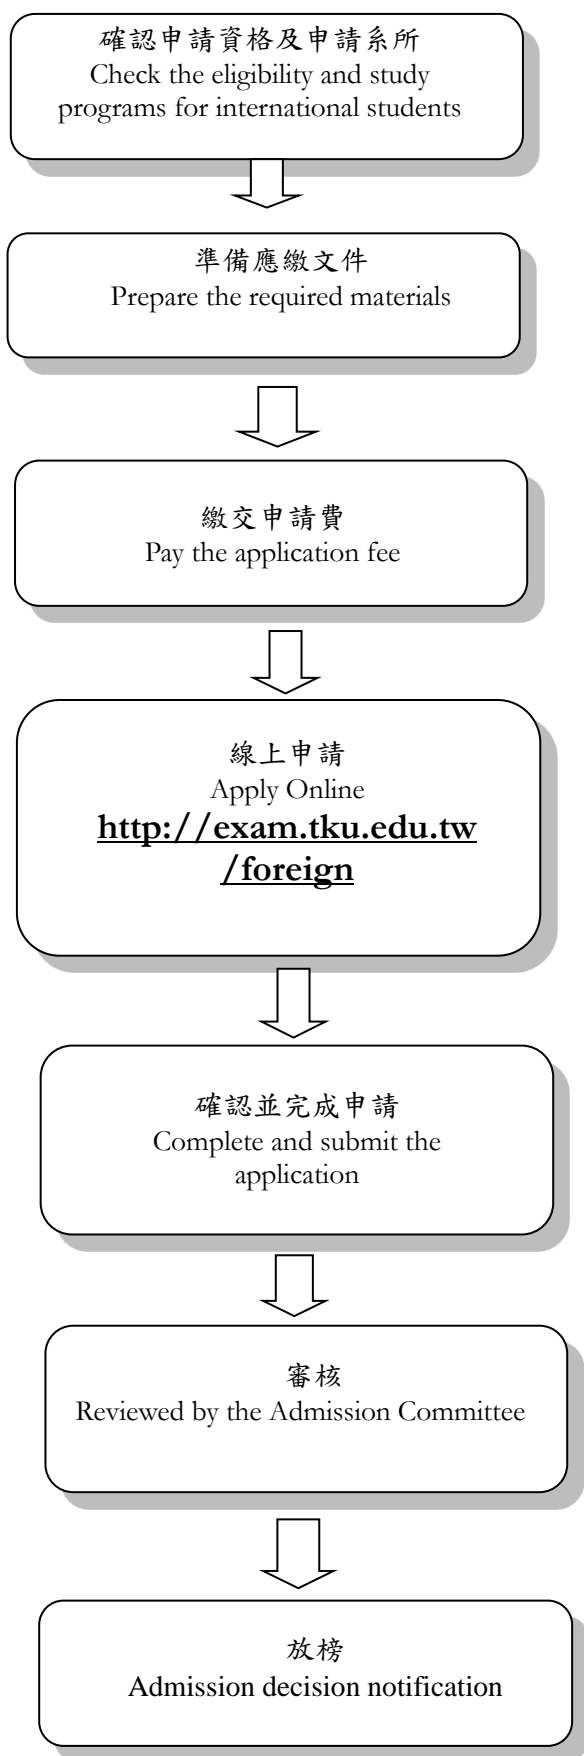 確認申請資格及申請系所
Check the eligibility and study
programs for international students
準備應繳文件
Prepare the required materials
繳交申請費
Pay the application fee
線上申請
Apply Online
http://exam.tku.edu.tw
/foreign
確認並完成申請
Complete and submit the
application
審核
Reviewed by the Admission Committee
放榜
Admission decision notification